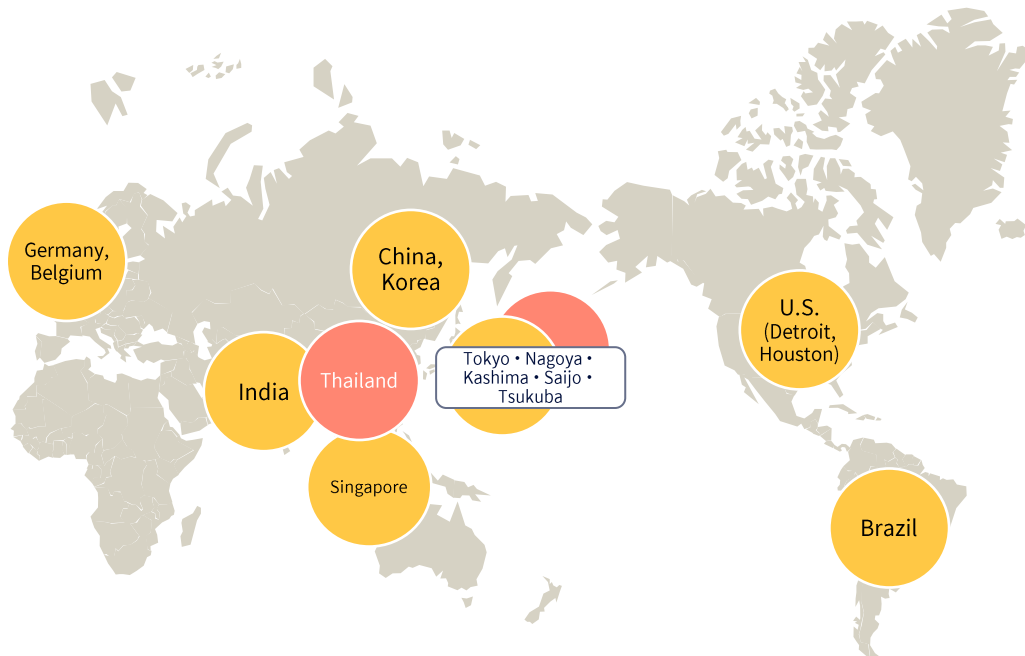 Germany,
Belgium
China,
Korea
U.S.
(Detroit,
Houston)
Tokyo・Nagoya・
Kashima・Saijo・
Tsukuba
India
Thailand
Singapore
Brazil